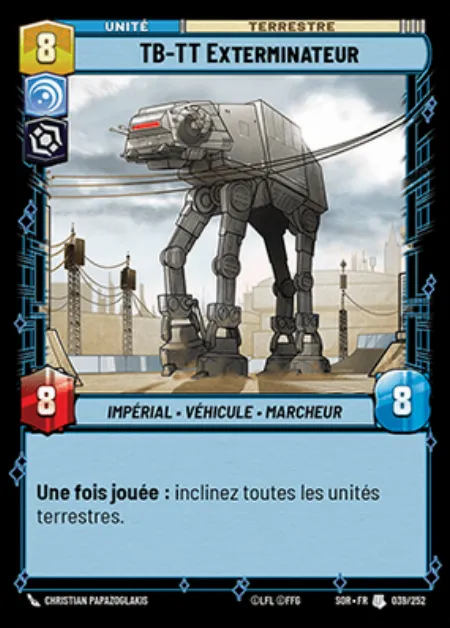 8
UNITÉ
TERRESTRE
TB-TT EXTERMINATEUR
8
IMPÉRIAL • VÉHICULE • MARCHEUR
8
Une fois jouée : inclinez toutes les unités
terrestres.
CHRISTIAN PAPAZOGLAKIS
©LFL ©FFG
SOR • FR
039/252